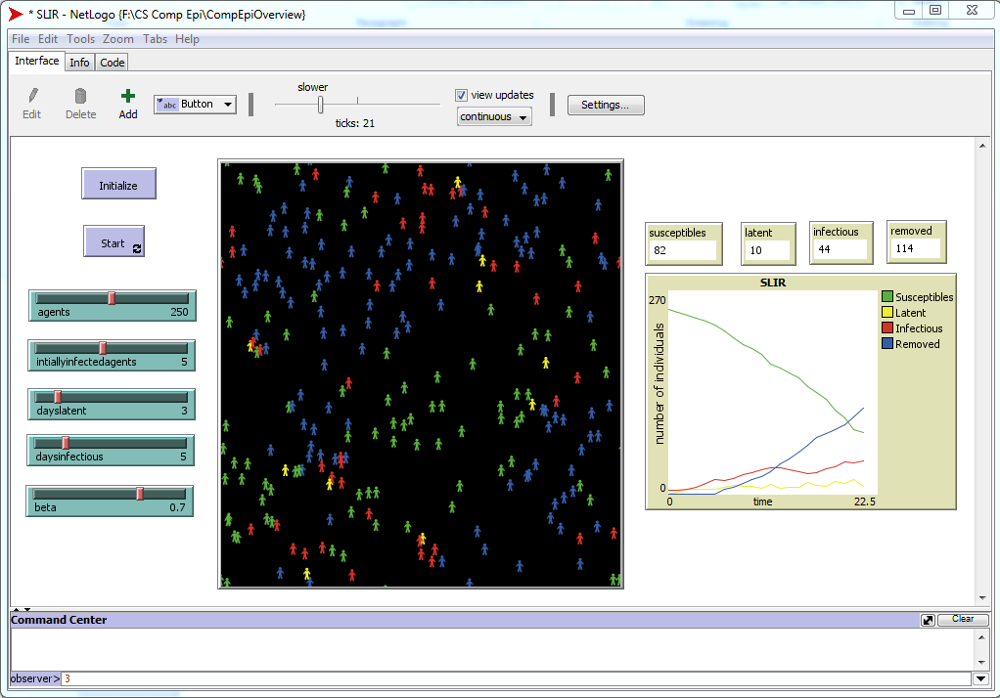 * SLIR - NetLogo {F:\CS Comp Epi\CompEpiOverview}
File Edit Tools Zoom Tabs Help
Interface Info Code
Edit Delete Add
abc Button
slower
ticks: 21
view updates
continuous
Settings...
Initialize
Start
agents 250
intiallyinfectedagents 5
dayslatent 3
daysinfectious 5
beta 0.7
susceptibles
82
latent
10
infectious
44
removed
114
SLIR
270
number of individuals
0
0 time 22.5
Susceptibles
Latent
Infectious
Removed
Command Center
Clear
observer> 3